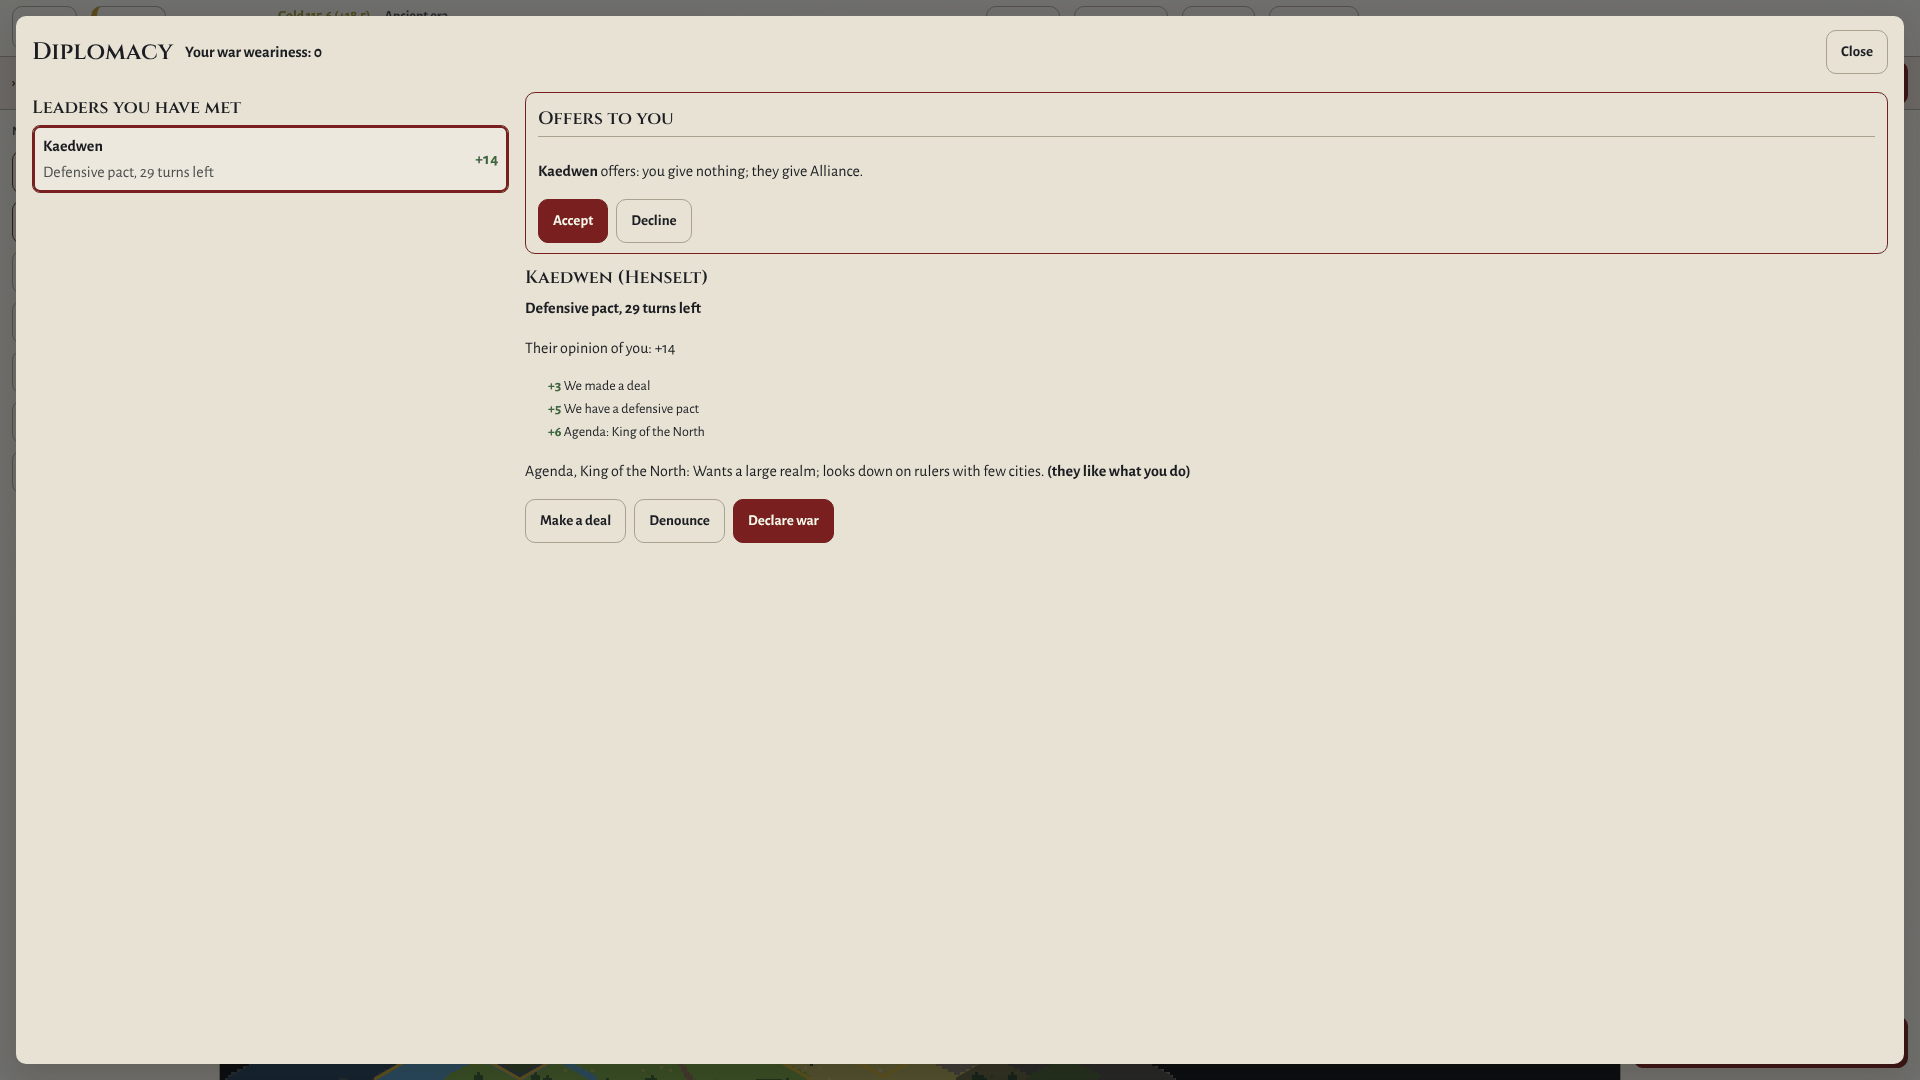 Diplomacy Your war weariness: 0
Close
Leaders you have met
Kaedwen
Defensive pact, 29 turns left
+14
Offers to you
Kaedwen offers: you give nothing; they give Alliance.
Accept Decline
Kaedwen (Henselt)
Defensive pact, 29 turns left
Their opinion of you: +14
+3 We made a deal
+5 We have a defensive pact
+6 Agenda: King of the North
Agenda, King of the North: Wants a large realm; looks down on rulers with few cities. (they like what you do)
Make a deal Denounce Declare war